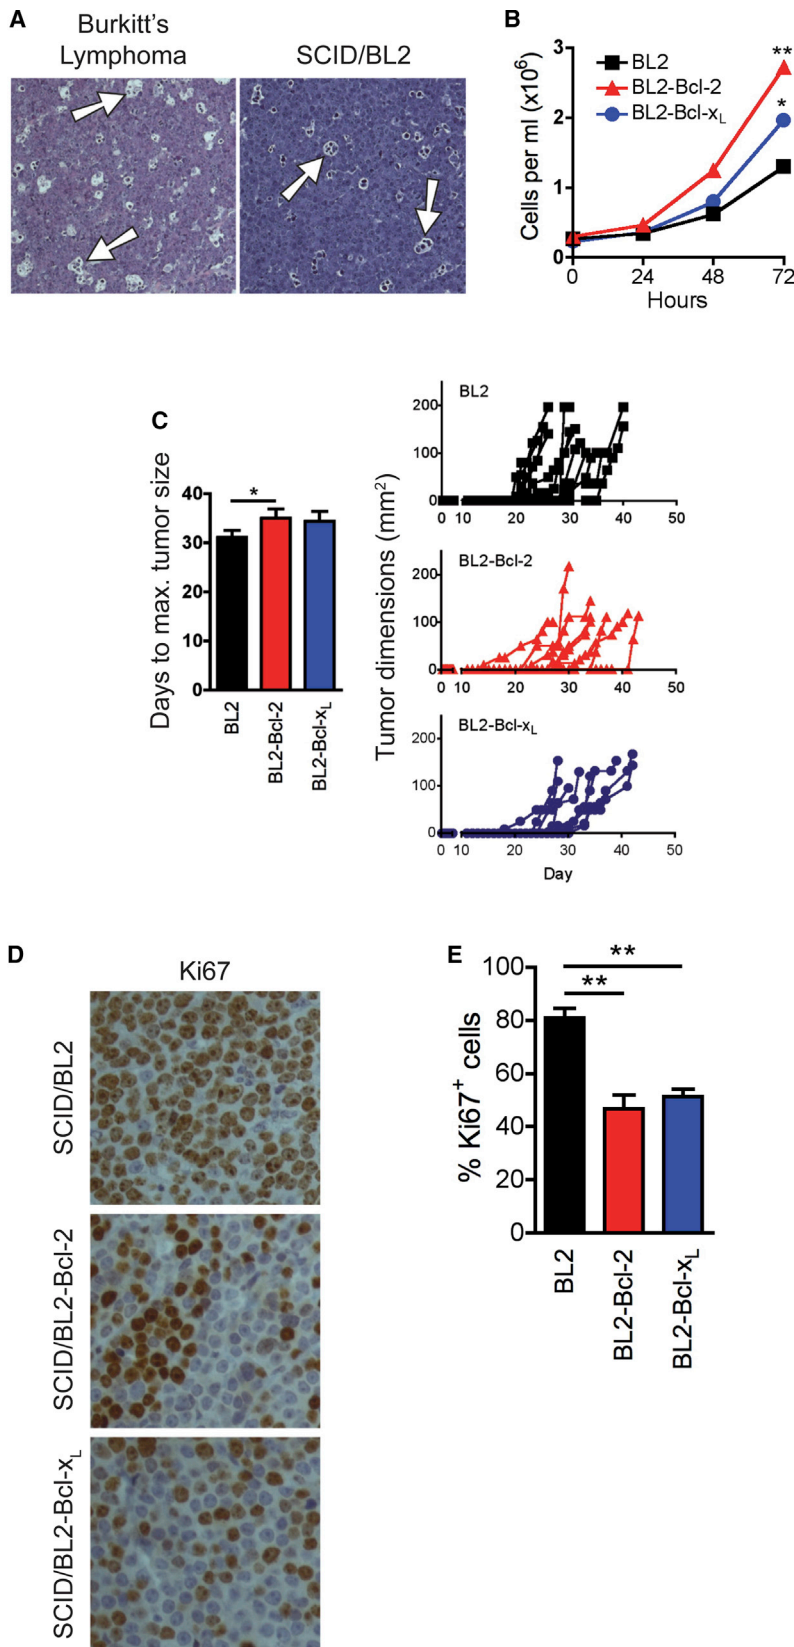 A
Burkitt's
Lymphoma
SCID/BL2
B
Cells per ml (x10⁶)
3
2
1
0
BL2
BL2-Bcl-2
BL2-Bcl-xL
**
*
0 24 48 72
Hours
C
Days to max. tumor size
40
30
20
10
0
*
BL2
BL2-Bcl-2
BL2-Bcl-xL
Tumor dimensions (mm²)
BL2
200
100
0
0 10 20 30 40 50
BL2-Bcl-2
200
100
0
0 10 20 30 40 50
BL2-Bcl-xL
200
100
0
0 10 20 30 40 50
Day
D
Ki67
SCID/BL2
SCID/BL2-Bcl-2
SCID/BL2-Bcl-xL
E
% Ki67⁺ cells
100
80
60
40
20
0
**
**
BL2
BL2-Bcl-2
BL2-Bcl-xL